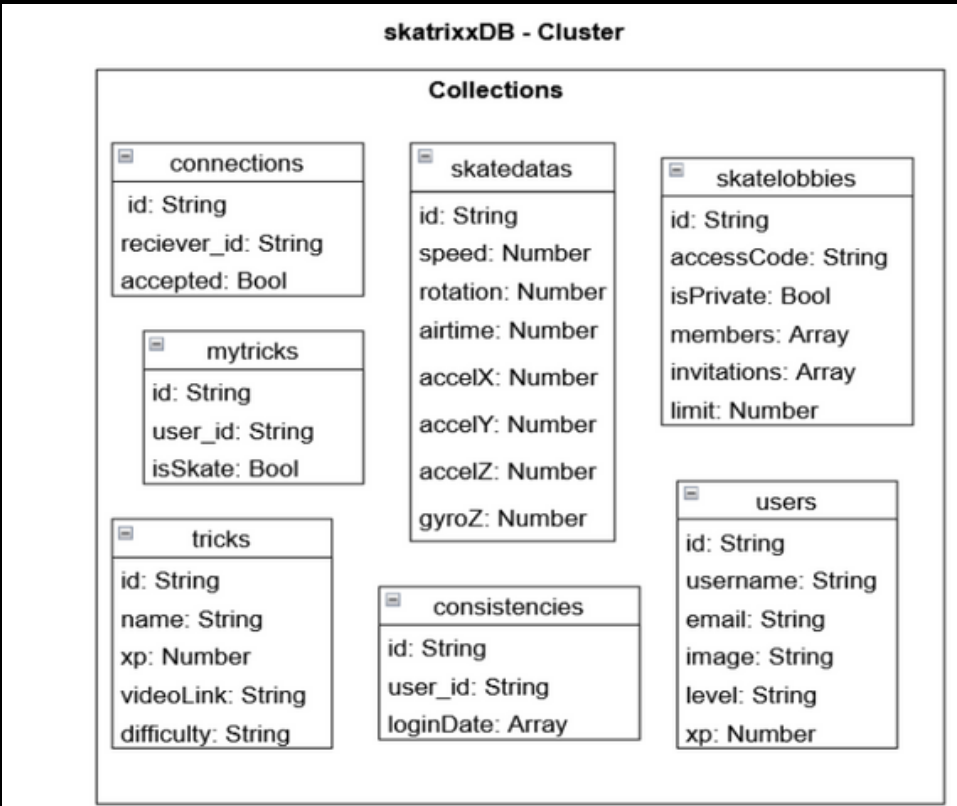 skatrixxDB - Cluster
Collections
connections
id: String
reciever_id: String
accepted: Bool
mytricks
id: String
user_id: String
isSkate: Bool
tricks
id: String
name: String
xp: Number
videoLink: String
difficulty: String
skatedatas
id: String
speed: Number
rotation: Number
airtime: Number
accelX: Number
accelY: Number
accelZ: Number
gyroZ: Number
consistencies
id: String
user_id: String
loginDate: Array
skatelobbies
id: String
accessCode: String
isPrivate: Bool
members: Array
invitations: Array
limit: Number
users
id: String
username: String
email: String
image: String
level: String
xp: Number